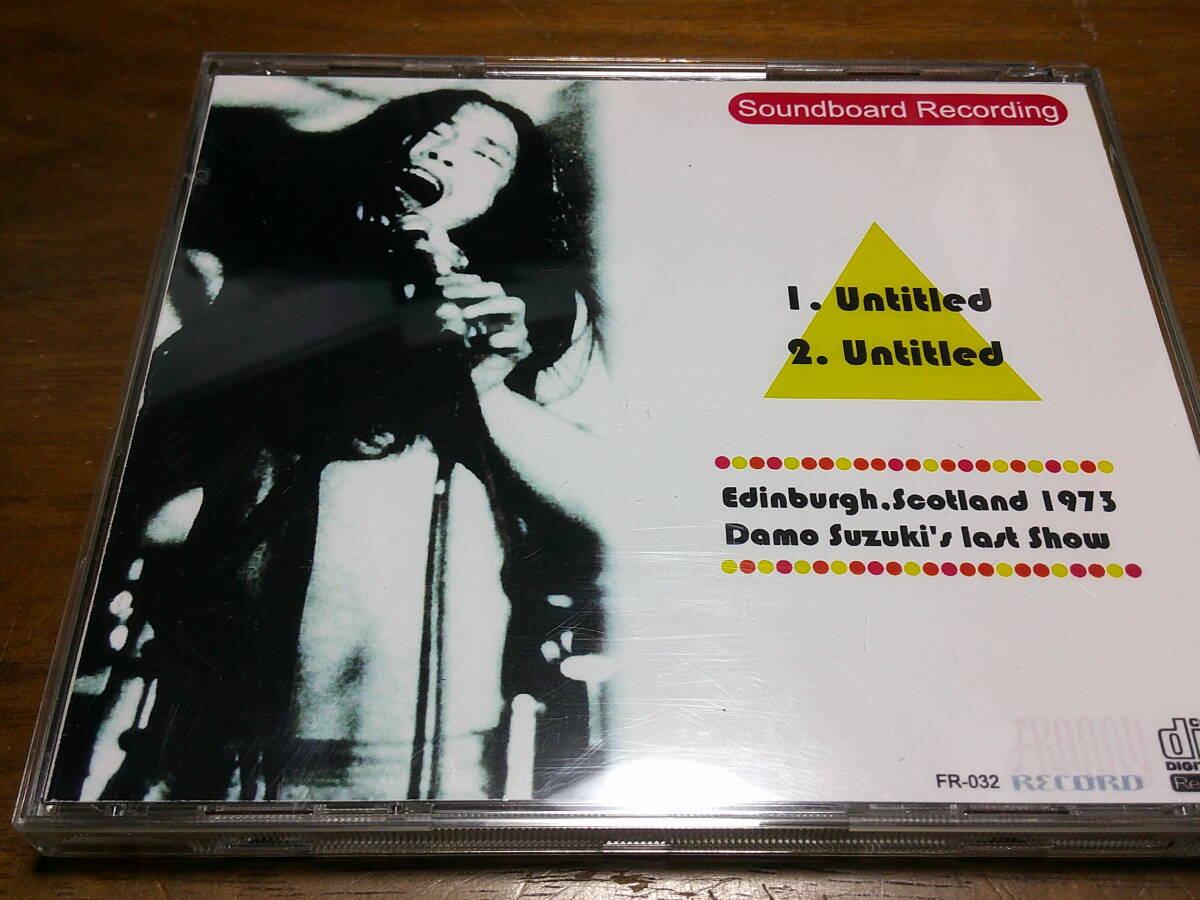 Soundboard Recording
1. Untitled
2. Untitled
Edinburgh.Scotland 1973
Damo Suzuki's last Show
FR-032
RECORD